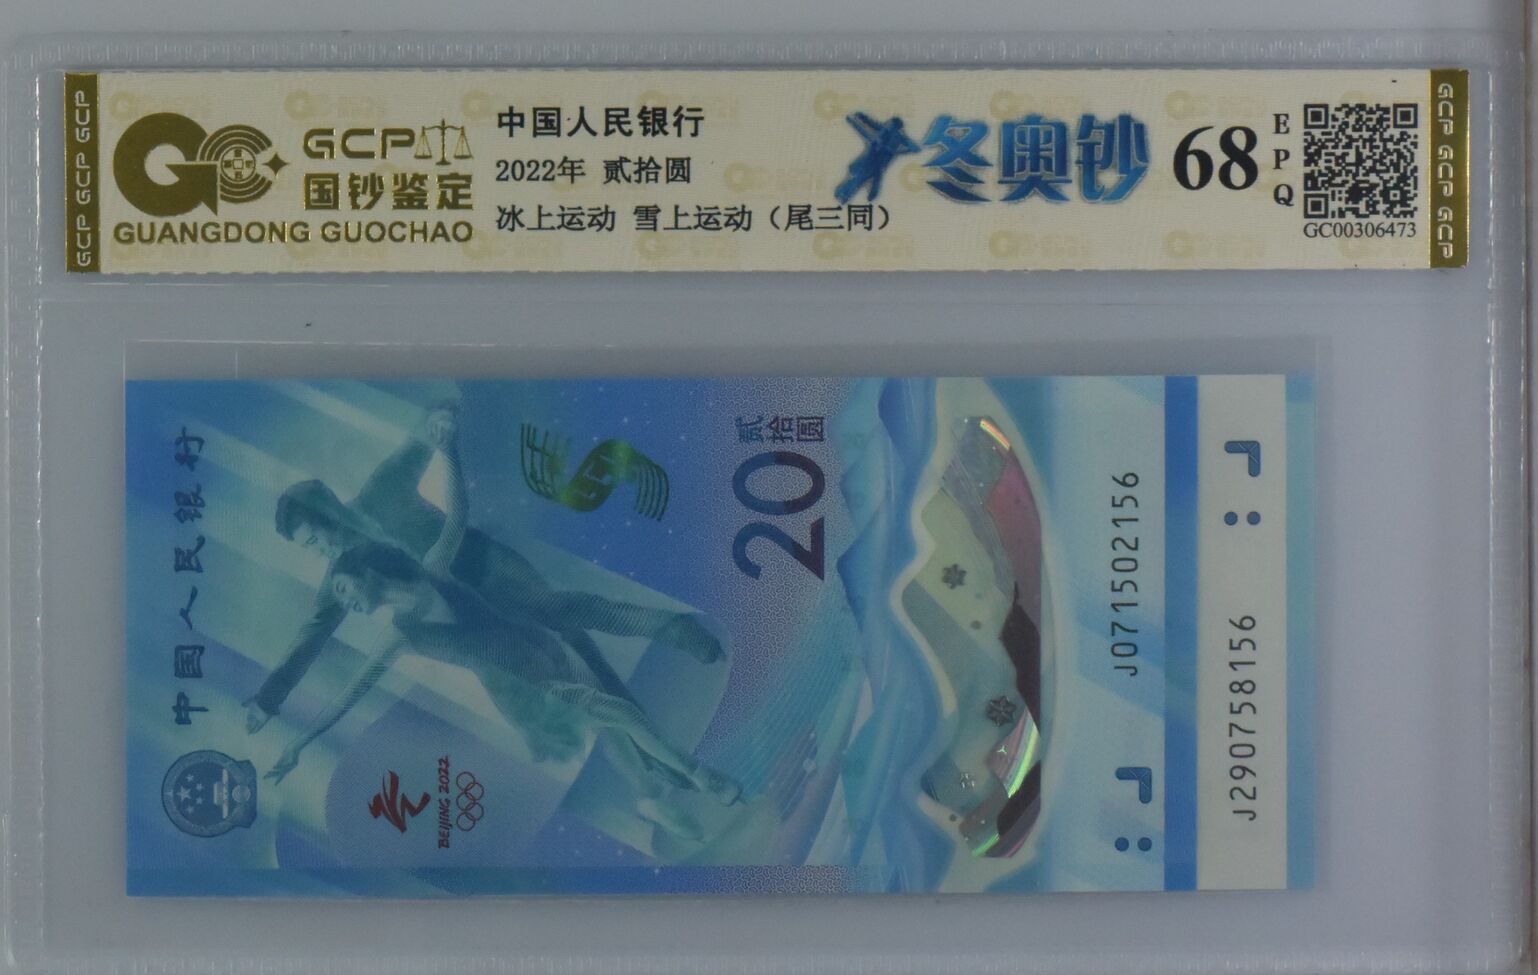 GCP GCP GCP
GCP
国钞鉴定
GUANGDONG GUOCHAO
中国人民银行
2022年 贰拾圆
冰上运动 雪上运动（尾三同）
冬奥钞
68
EPQ
GC00306473
GCP GCP GCP
中国人民银行
BEIJING 2022
贰拾圆
20
J071502156
J290758156